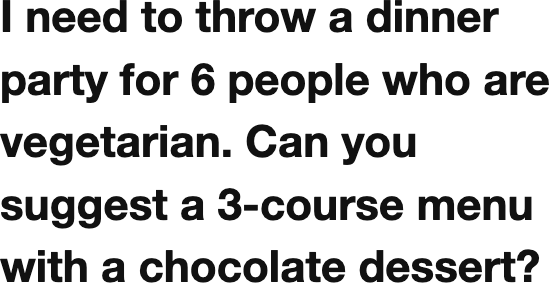 I need to throw a dinner
party for 6 people who are
vegetarian. Can you
suggest a 3-course menu
with a chocolate dessert?